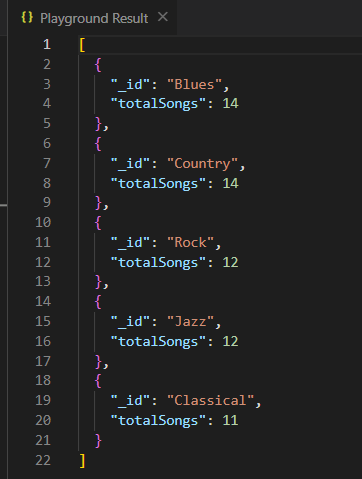 {} Playground Result ×
1 [
2 {
3 "_id": "Blues",
4 "totalSongs": 14
5 },
6 {
7 "_id": "Country",
8 "totalSongs": 14
9 },
10 {
11 "_id": "Rock",
12 "totalSongs": 12
13 },
14 {
15 "_id": "Jazz",
16 "totalSongs": 12
17 },
18 {
19 "_id": "Classical",
20 "totalSongs": 11
21 }
22 ]